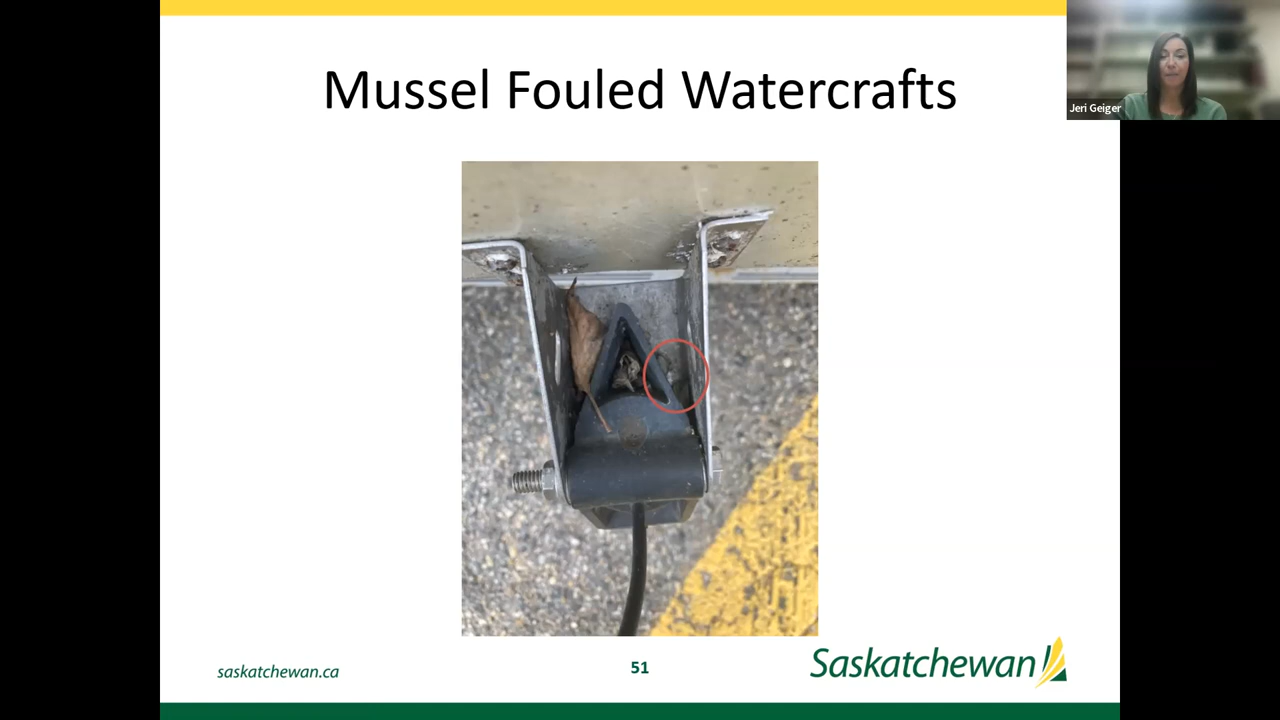 Mussel Fouled Watercrafts
Jeri Geiger
saskatchewan.ca
51
Saskatchewan